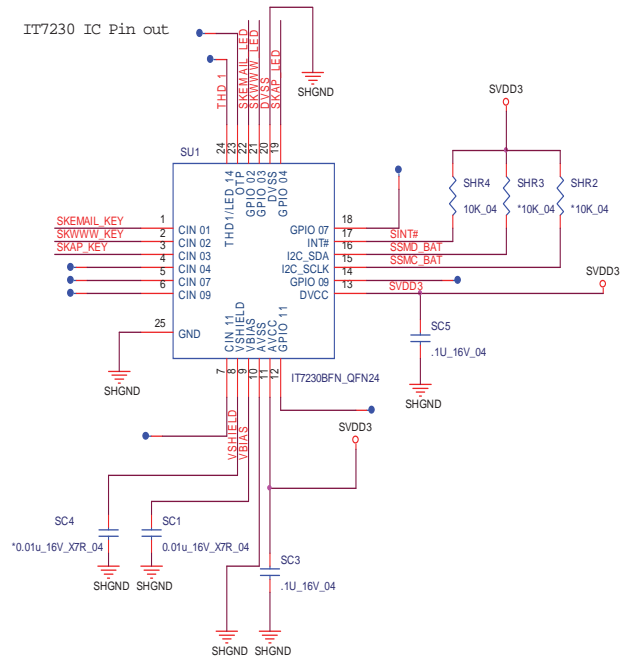 IT7230 IC Pin out
THD_1
SKEMAIL_LED
SKWWW_LED
DVSS
SKAP_LED
SHGND
SVDD3
24
23
22
21
20
19
SU1
THD1/LED 14
OTP
GPIO 02
GPIO 03
DVSS
GPIO 04
SHR4
SHR3
SHR2
10K_04
*10K_04
*10K_04
SKEMAIL_KEY
1
CIN 01
SKWWW_KEY
2
CIN 02
SKAP_KEY
3
CIN 03
4
CIN 04
5
CIN 07
6
CIN 09
25
GND
GPIO 07
18
INT#
17
SINT#
I2C_SDA
16
SSMD_BAT
I2C_SCLK
15
SSMC_BAT
GPIO 09
14
DVCC
13
SVDD3
SVDD3
SC5
.1U_16V_04
SHGND
SHGND
CIN 11
VSHIELD
VBIAS
AVSS
AVCC
GPIO 11
7
8
9
10
11
12
IT7230BFN_QFN24
VSHIELD
VBIAS
SVDD3
SC4
*0.01u_16V_X7R_04
SC1
0.01u_16V_X7R_04
SC3
.1U_16V_04
SHGND
SHGND
SHGND
SHGND